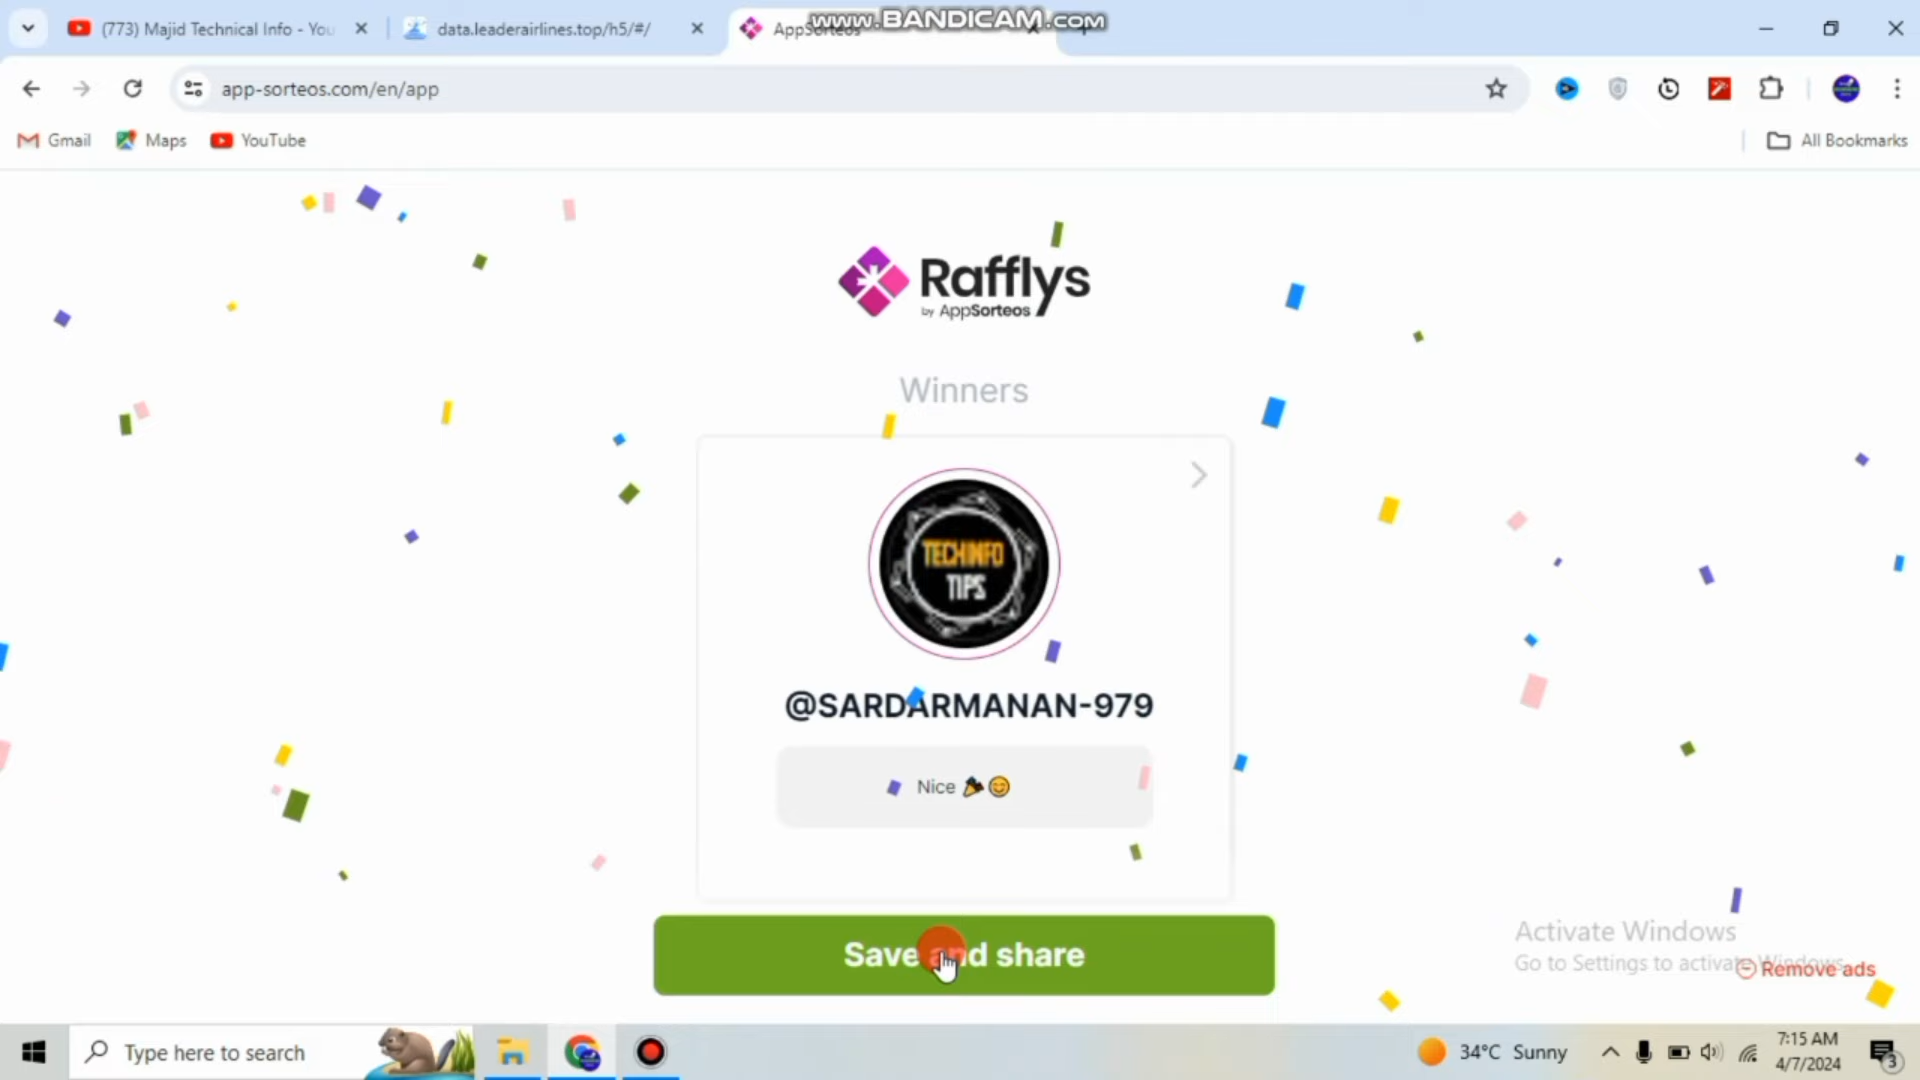 www.BANDICAM.com
(773) Majid Technical Info - You
data.leaderairlines.top/h5/#/
AppSorteos
app-sorteos.com/en/app
Gmail
Maps
YouTube
All Bookmarks
Rafflys
by AppSorteos
Winners
TECHINFO
TIPS
@SARDARMANAN-979
Nice 🎉😊
Save and share
Activate Windows
Go to Settings to activate Windows.
Remove ads
Type here to search
34°C Sunny
7:15 AM
4/7/2024
3